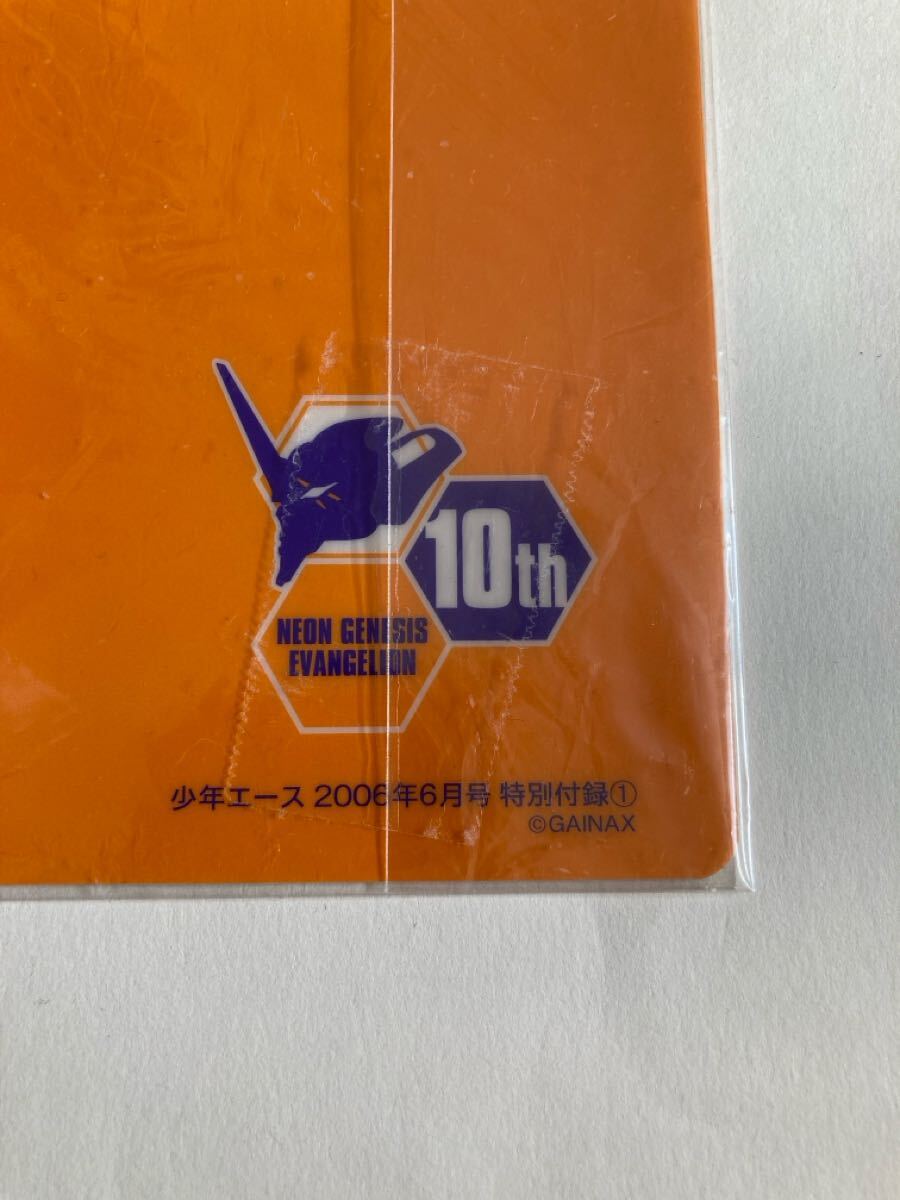 10th
NEON GENESIS
EVANGELION
少年エース 2006年6月号 特別付録①
©GAINAX